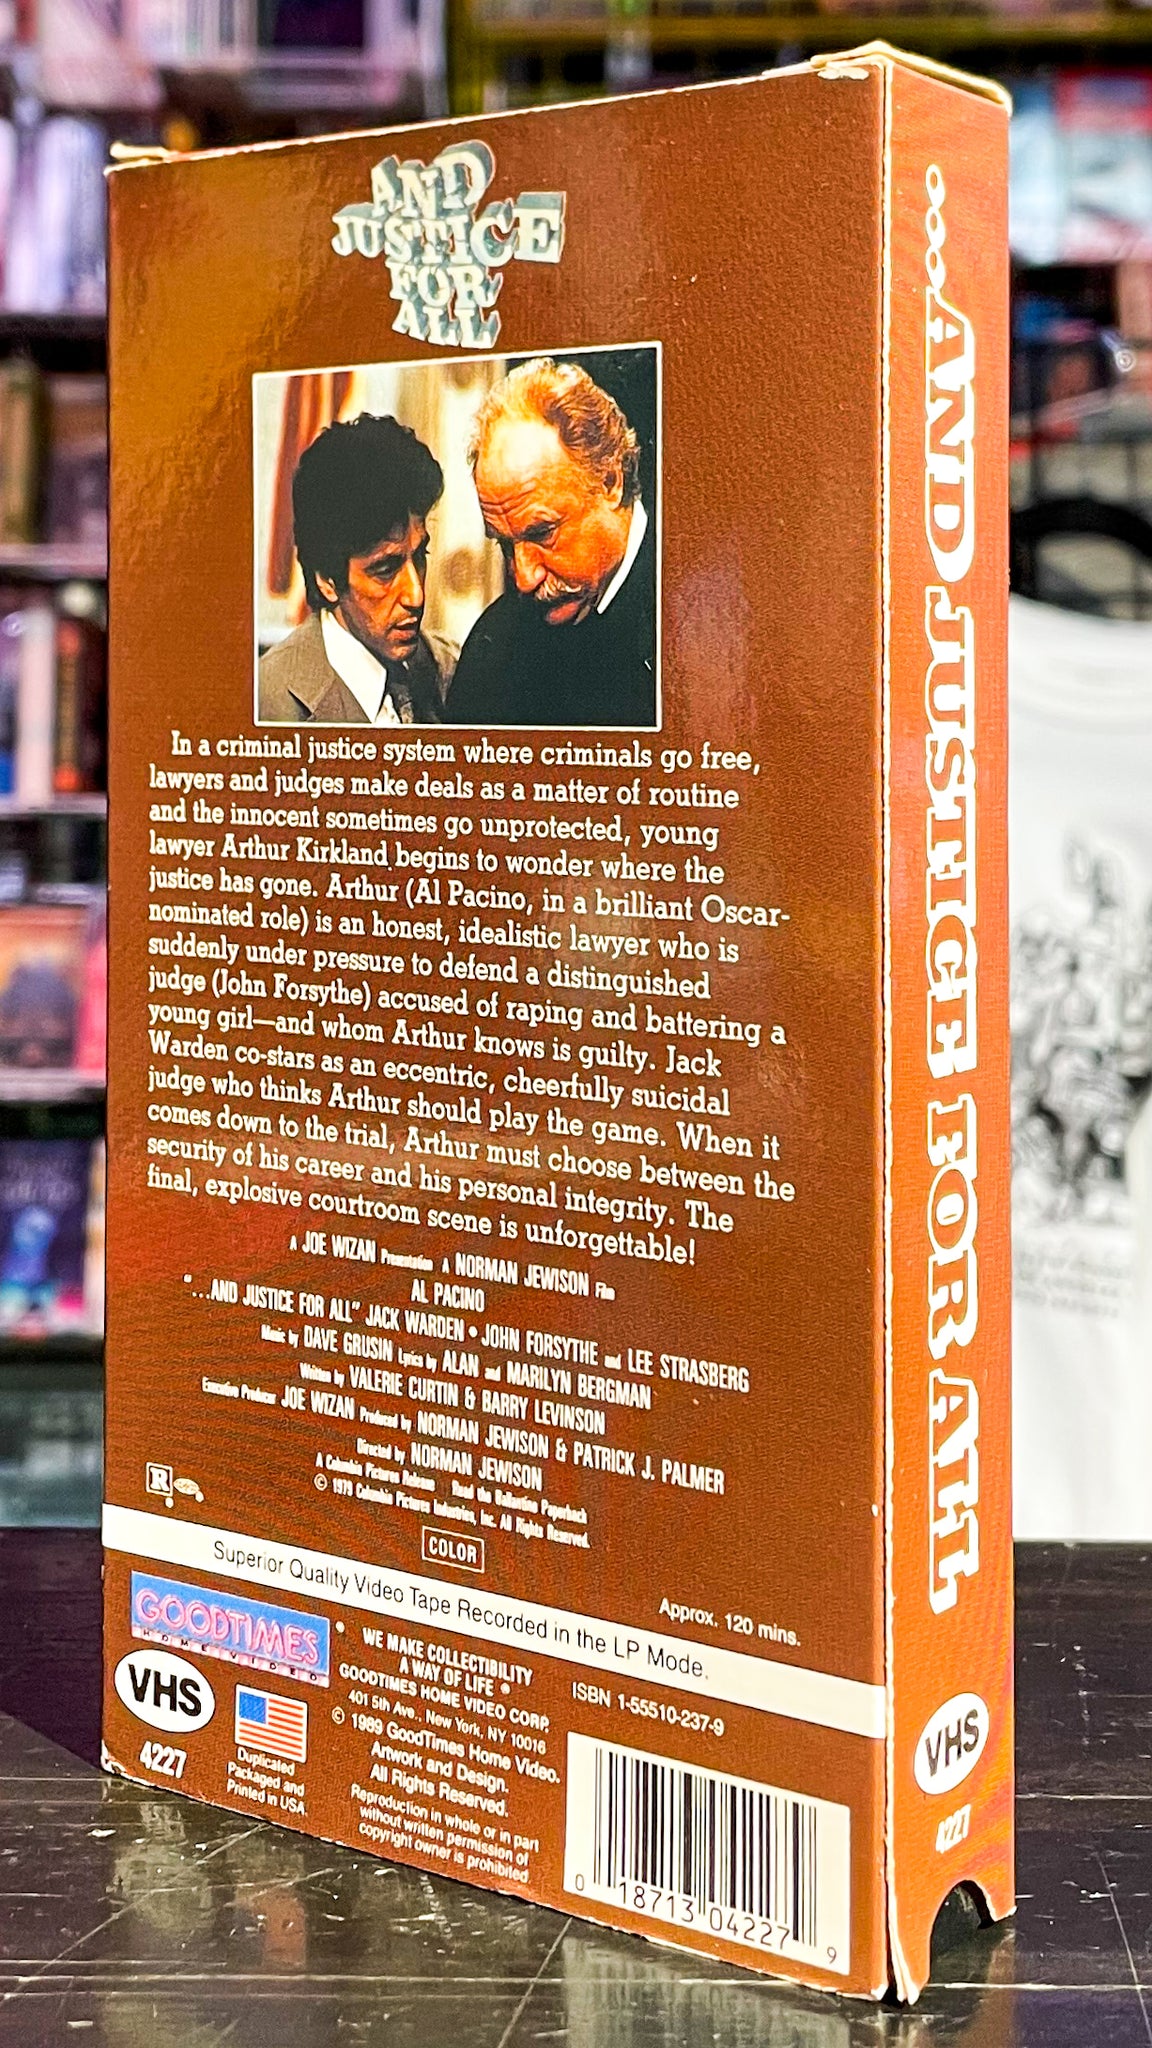 AND
JUSTICE
FOR
ALL
In a criminal justice system where criminals go free,
lawyers and judges make deals as a matter of routine
and the innocent sometimes go unprotected, young
lawyer Arthur Kirkland begins to wonder where the
justice has gone. Arthur (Al Pacino, in a brilliant Oscar-
nominated role) is an honest, idealistic lawyer who is
suddenly under pressure to defend a distinguished
judge (John Forsythe) accused of raping and battering a
young girl—and whom Arthur knows is guilty. Jack
Warden co-stars as an eccentric, cheerfully suicidal
judge who thinks Arthur should play the game. When it
comes down to the trial, Arthur must choose between the
security of his career and his personal integrity. The
final, explosive courtroom scene is unforgettable!
A JOE WIZAN Presentation A NORMAN JEWISON Film
AL PACINO
"...AND JUSTICE FOR ALL" JACK WARDEN • JOHN FORSYTHE and LEE STRASBERG
Music by DAVE GRUSIN Lyrics by ALAN and MARILYN BERGMAN
Written by VALERIE CURTIN & BARRY LEVINSON
Executive Producer JOE WIZAN Produced by NORMAN JEWISON & PATRICK J. PALMER
Directed by NORMAN JEWISON
A Columbia Pictures Release Read the Ballantine Paperback
© 1979 Columbia Pictures Industries, Inc. All Rights Reserved.
R
COLOR
Approx. 120 mins.
Superior Quality Video Tape Recorded in the LP Mode.
GOODTIMES
HOME VIDEO
VHS
4227
Duplicated
Packaged and
Printed in USA.
• WE MAKE COLLECTIBILITY
A WAY OF LIFE •
GOODTIMES HOME VIDEO CORP.
401 5th Ave., New York, NY 10016
© 1989 GoodTimes Home Video.
Artwork and Design.
All Rights Reserved.
Reproduction in whole or in part
without written permission of
copyright owner is prohibited.
ISBN 1-55510-237-9
0 18713 04227 9
...AND JUSTICE FOR ALL
VHS
4227